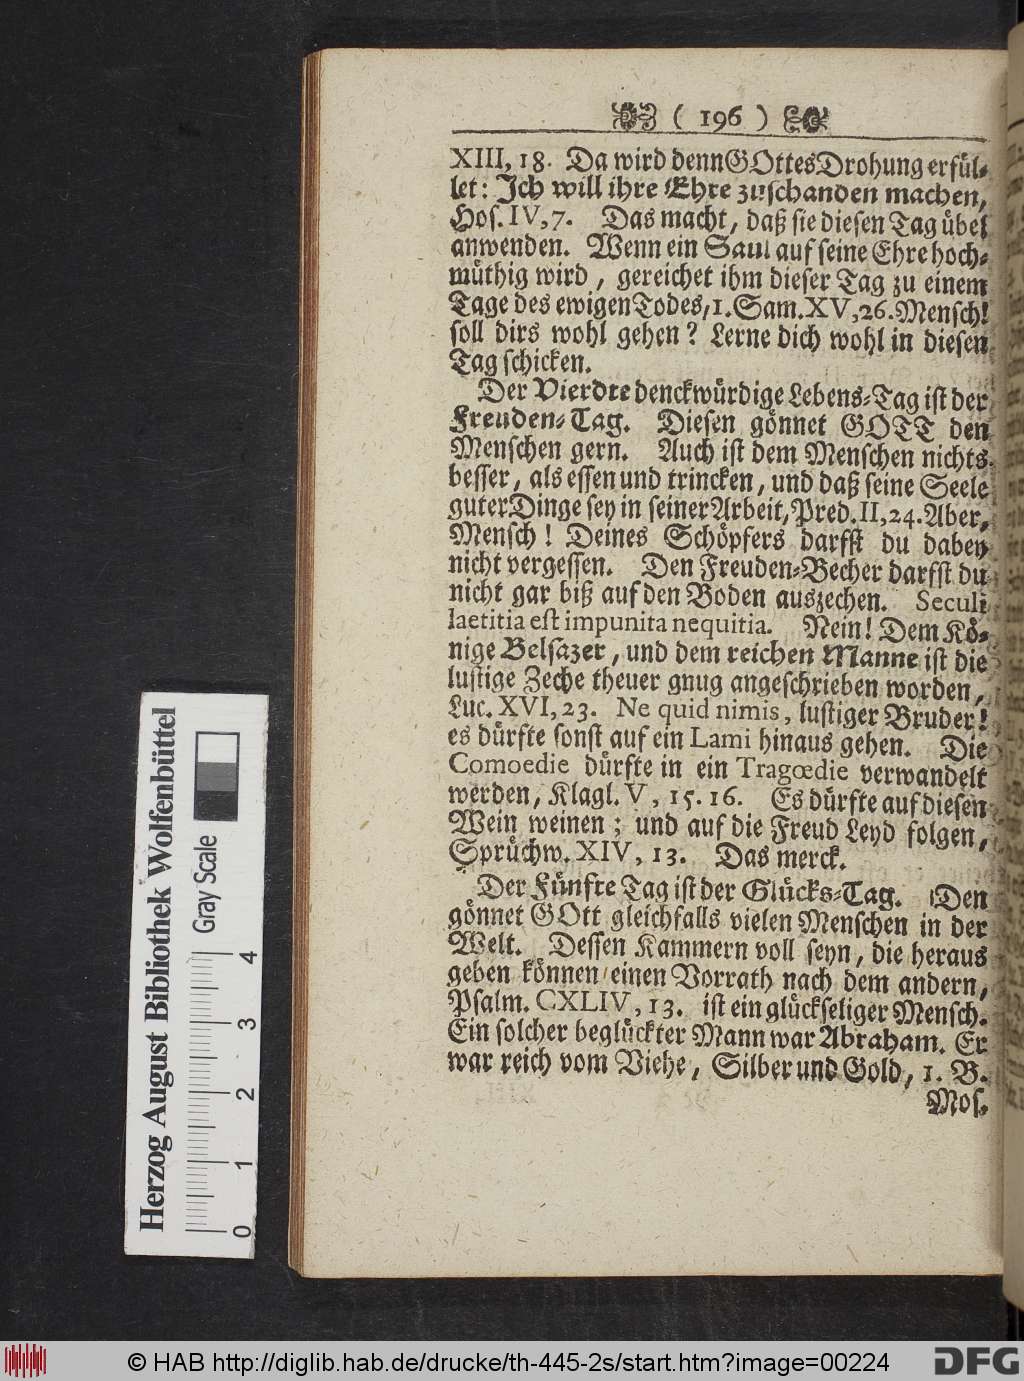 ( 196 )
XIII, 18. Da wird denn GOttes Drohung erfül-
let: Ich will ihre Ehre zuschanden machen,
Hos. IV, 7. Das macht, daß sie diesen Tag übel
anwenden. Wenn ein Saul auf seine Ehre hoch-
müthig wird, gereichet ihm dieser Tag zu einem
Tage des ewigen Todes, 1. Sam. XV, 26. Mensch!
soll dirs wohl gehen? Lerne dich wohl in diesen
Tag schicken.
Der Vierdte denckwürdige Lebens-Tag ist der
Freuden-Tag. Diesen gönnet GOTT den
Menschen gern. Auch ist dem Menschen nichts
besser, als essen und trincken, und daß seine Seele
guter Dinge sey in seiner Arbeit, Pred. II, 24. Aber,
Mensch! Deines Schöpfers darfst du dabey
nicht vergessen. Den Freuden-Becher darfst du
nicht gar biß auf den Boden auszechen. Seculi
laetitia est impunita nequitia. Nein! Dem Kö-
nige Belsazer, und dem reichen Manne ist die
lustige Zeche theuer gnug angeschrieben worden,
Luc. XVI, 23. Ne quid nimis, lustiger Bruder!
es dürfte sonst auf ein Lami hinaus gehen. Die
Comoedie dürfte in ein Tragœdie verwandelt
werden, Klagl. V, 15. 16. Es dürfte auf diesen
Wein weinen; und auf die Freud Leyd folgen,
Sprüchw. XIV, 13. Das merck.
Der Fünfte Tag ist der Glücks-Tag. Den
gönnet GOtt gleichfalls vielen Menschen in der
Welt. Dessen Kammern voll seyn, die heraus
geben können einen Vorrath nach dem andern,
Psalm. CXLIV, 13. ist ein glückseliger Mensch.
Ein solcher beglückter Mann war Abraham. Er
war reich vom Viehe, Silber und Gold, 1. B.
Mos.
Herzog August Bibliothek Wolfenbüttel
Gray Scale
0 1 2 3 4
© HAB http://diglib.hab.de/drucke/th-445-2s/start.htm?image=00224
DFG